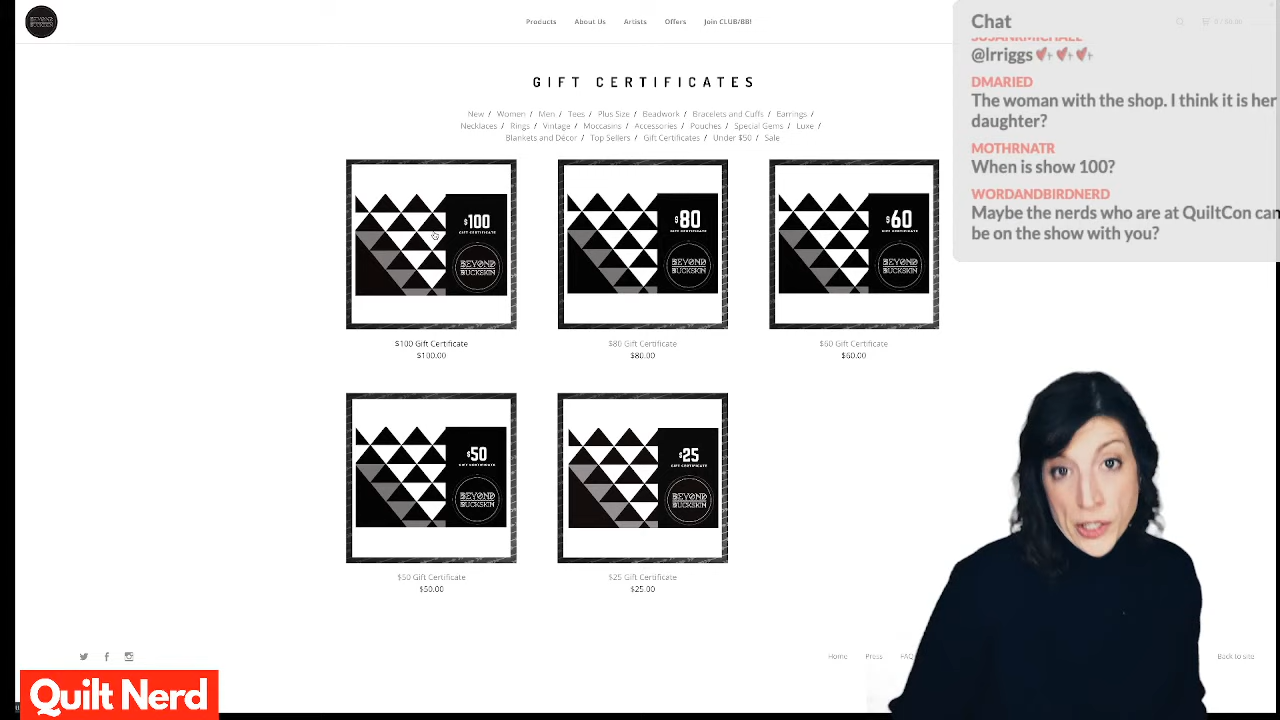 BEYOND BUCKSKIN
Products About Us Artists Offers Join CLUB/BB!
GIFT CERTIFICATES
New / Women / Men / Tees / Plus Size / Beadwork / Bracelets and Cuffs / Earrings /
Necklaces / Rings / Vintage / Moccasins / Accessories / Pouches / Special Gems / Luxe /
Blankets and Décor / Top Sellers / Gift Certificates / Under $50 / Sale
$100
GIFT CERTIFICATE
BEYOND
BUCKSKIN
$80
GIFT CERTIFICATE
BEYOND
BUCKSKIN
$60
GIFT CERTIFICATE
BEYOND
BUCKSKIN
$100 Gift Certificate
$100.00
$80 Gift Certificate
$80.00
$60 Gift Certificate
$60.00
$50
GIFT CERTIFICATE
BEYOND
BUCKSKIN
$25
GIFT CERTIFICATE
BEYOND
BUCKSKIN
$50 Gift Certificate
$50.00
$25 Gift Certificate
$25.00
Home Press FAQ
Back to site
Chat
SUSANKMICHAEL
@lrriggs
DMARIED
The woman with the shop. I think it is her
daughter?
MOTHRNATR
When is show 100?
WORDANDBIRDNERD
Maybe the nerds who are at QuiltCon can
be on the show with you?
Quilt Nerd